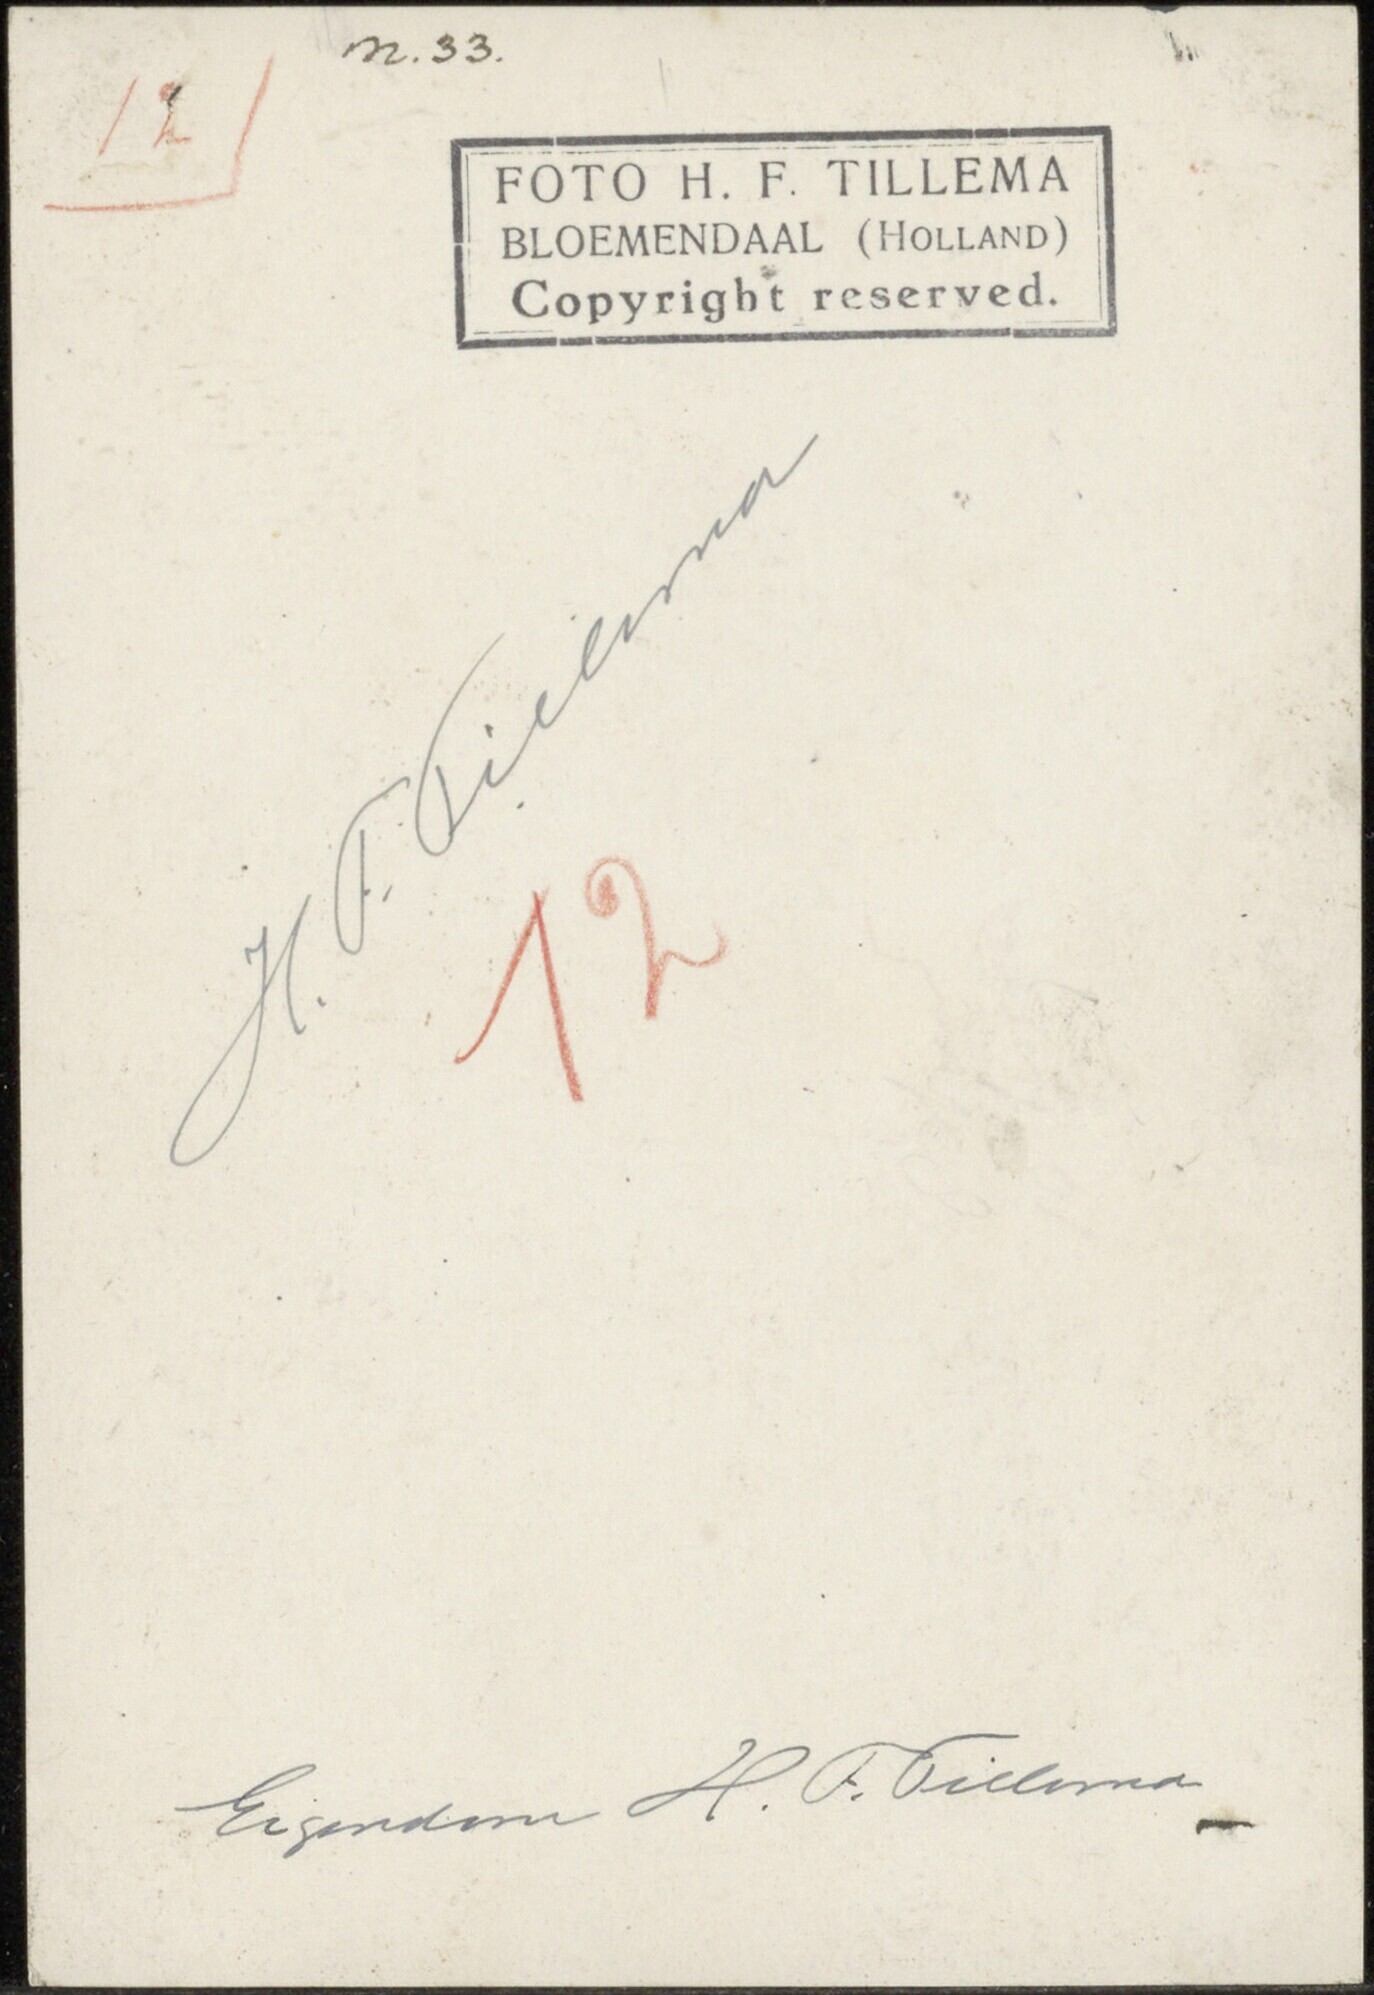 n.33.
12
FOTO H. F. TILLEMA
BLOEMENDAAL (HOLLAND)
Copyright reserved.
H. F. Tillema
12
Eigendom H. F. Tillema